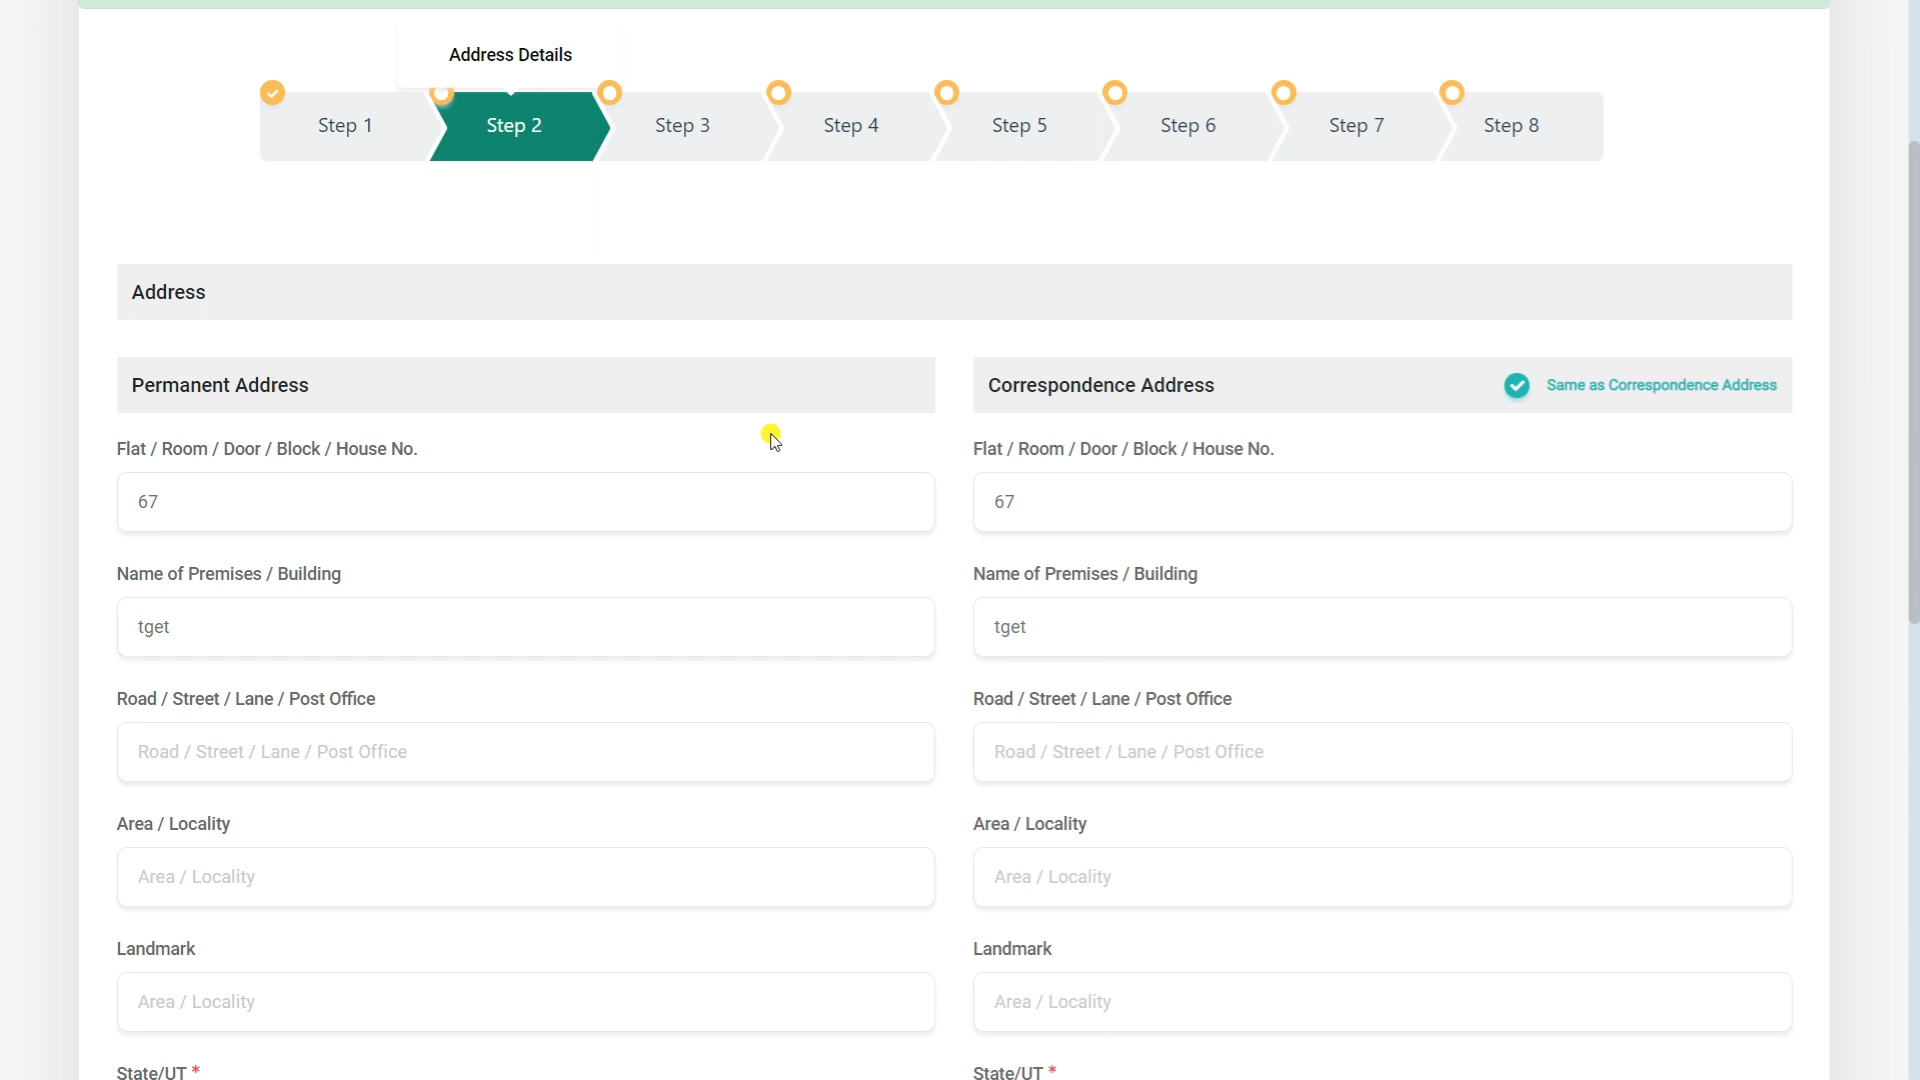 Address Details
Step 1
Step 2
Step 3
Step 4
Step 5
Step 6
Step 7
Step 8
Address
Permanent Address
Correspondence Address
Same as Correspondence Address
Flat / Room / Door / Block / House No.
Flat / Room / Door / Block / House No.
67
67
Name of Premises / Building
Name of Premises / Building
tget
tget
Road / Street / Lane / Post Office
Road / Street / Lane / Post Office
Road / Street / Lane / Post Office
Road / Street / Lane / Post Office
Area / Locality
Area / Locality
Area / Locality
Area / Locality
Landmark
Landmark
Area / Locality
Area / Locality
State/UT *
State/UT *